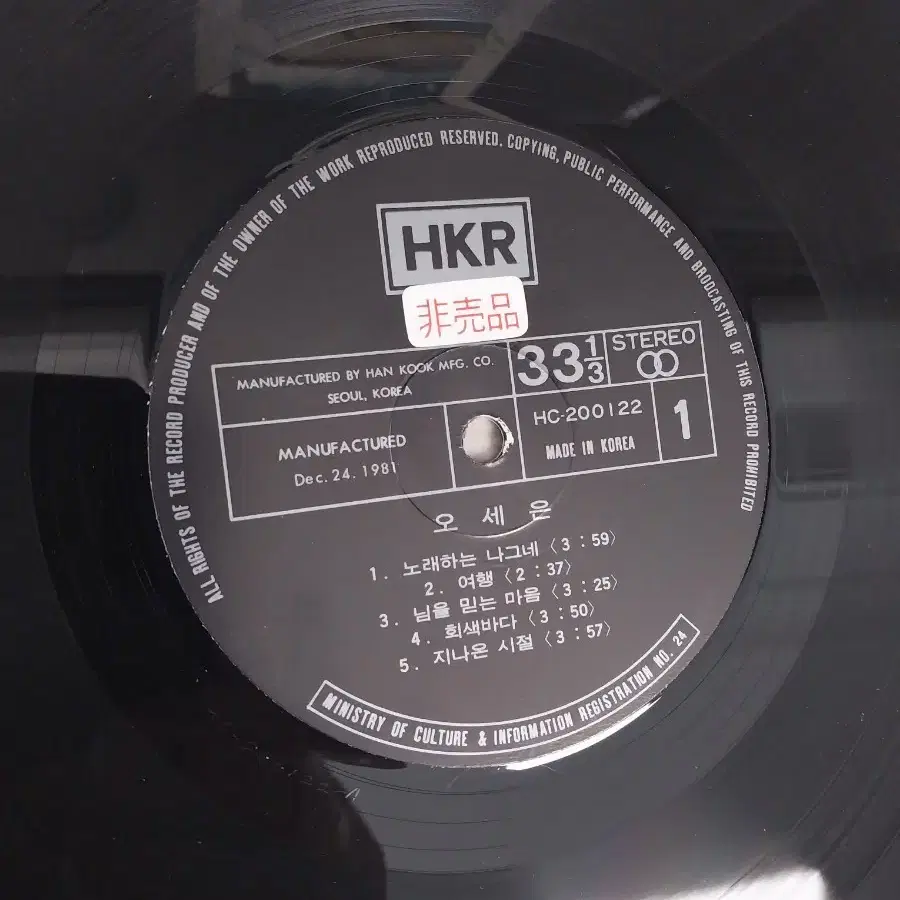 ALL RIGHTS OF THE RECORD PRODUCER AND OF THE OWNER OF THE WORK REPRODUCED RESERVED. COPYING, PUBLIC PERFORMANCE AND BRODCASTING OF THIS RECORD PROHIBITED
HKR
非売品
MANUFACTURED BY HAN KOOK MFG. CO.
SEOUL, KOREA
33 1/3
STEREO
MANUFACTURED
Dec. 24. 1981
HC-200122
MADE IN KOREA
1
오 세 은
1. 노래하는 나그네 〈3 : 59〉
2. 여행 〈2 : 37〉
3. 님을 믿는 마음 〈3 : 25〉
4. 회색바다 〈3 : 50〉
5. 지나온 시절 〈3 : 57〉
MINISTRY OF CULTURE & INFORMATION REGISTRATION NO. 24